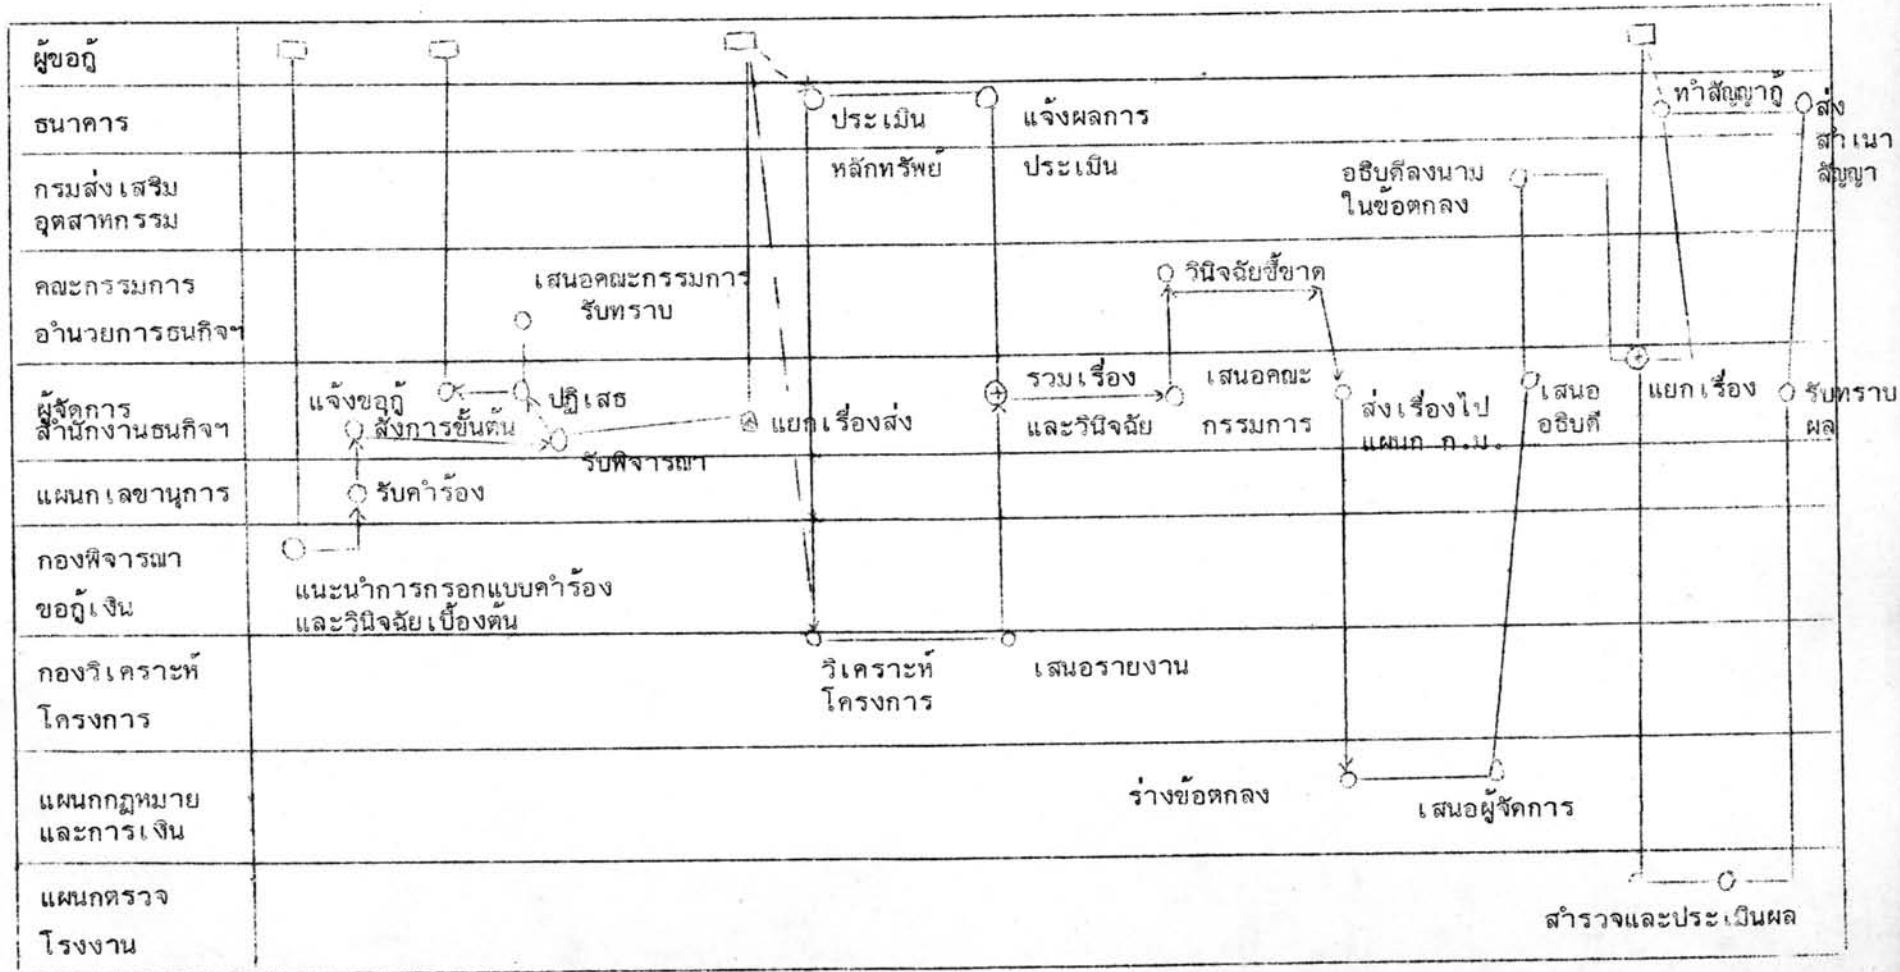 ผู้ขอกู้
ธนาคาร
ประเมิน
หลักทรัพย์
แจ้งผลการ
ประเมิน
ทำสัญญากู้
ส่ง
สำเนา
สัญญา
กรมส่งเสริม
อุตสาหกรรม
อธิบดีลงนาม
ในข้อตกลง
คณะกรรมการ
อำนวยการธนกิจฯ
เสนอคณะกรรมการ
รับทราบ
วินิจฉัยชี้ขาด
ผู้จัดการ
สำนักงานธนกิจฯ
แจ้งขอกู้
สั่งการขั้นต้น
ปฏิเสธ
รับพิจารณา
แยกเรื่องส่ง
รวมเรื่อง
และวินิจฉัย
เสนอคณะ
กรรมการ
ส่งเรื่องไป
แผนก ก.ง.
เสนอ
อธิบดี
แยกเรื่อง
รับทราบ
ผล
แผนกเลขานุการ
รับคำร้อง
กองพิจารณา
ขอกู้เงิน
แนะนำการกรอกแบบคำร้อง
และวินิจฉัยเบื้องต้น
กองวิเคราะห์
โครงการ
วิเคราะห์
โครงการ
เสนอรายงาน
แผนกกฎหมาย
และการเงิน
ร่างข้อตกลง
เสนอผู้จัดการ
แผนกตรวจ
โรงงาน
สำรวจและประเมินผล